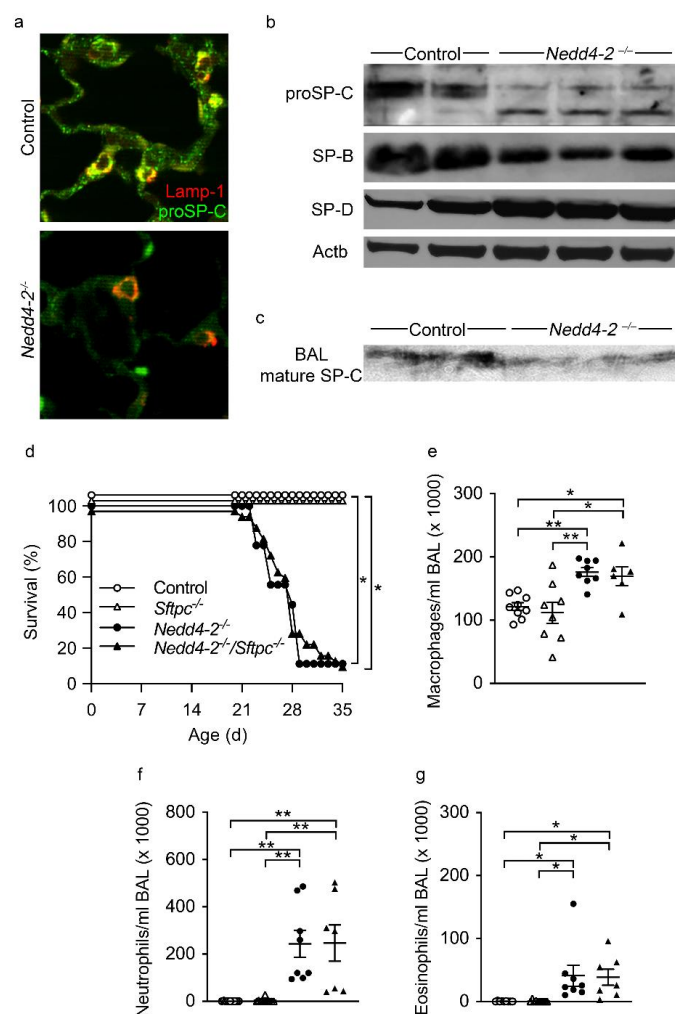 a
Control
Lamp-1
proSP-C
Nedd4-2-/-
b
Control Nedd4-2 –/–
proSP-C
SP-B
SP-D
Actb
c
Control Nedd4-2 –/–
BAL
mature SP-C
d
Survival (%)
100
80
60
40
20
0
Control
Sftpc-/-
Nedd4-2-/-
Nedd4-2-/-/Sftpc-/-
* *
0 7 14 21 28 35
Age (d)
e
Macrophages/ml BAL (x 1000)
300
200
100
0
*
*
**
**
f
Neutrophils/ml BAL (x 1000)
800
600
400
200
0
**
**
**
**
g
Eosinophils/ml BAL (x 1000)
300
200
100
0
*
*
*
*